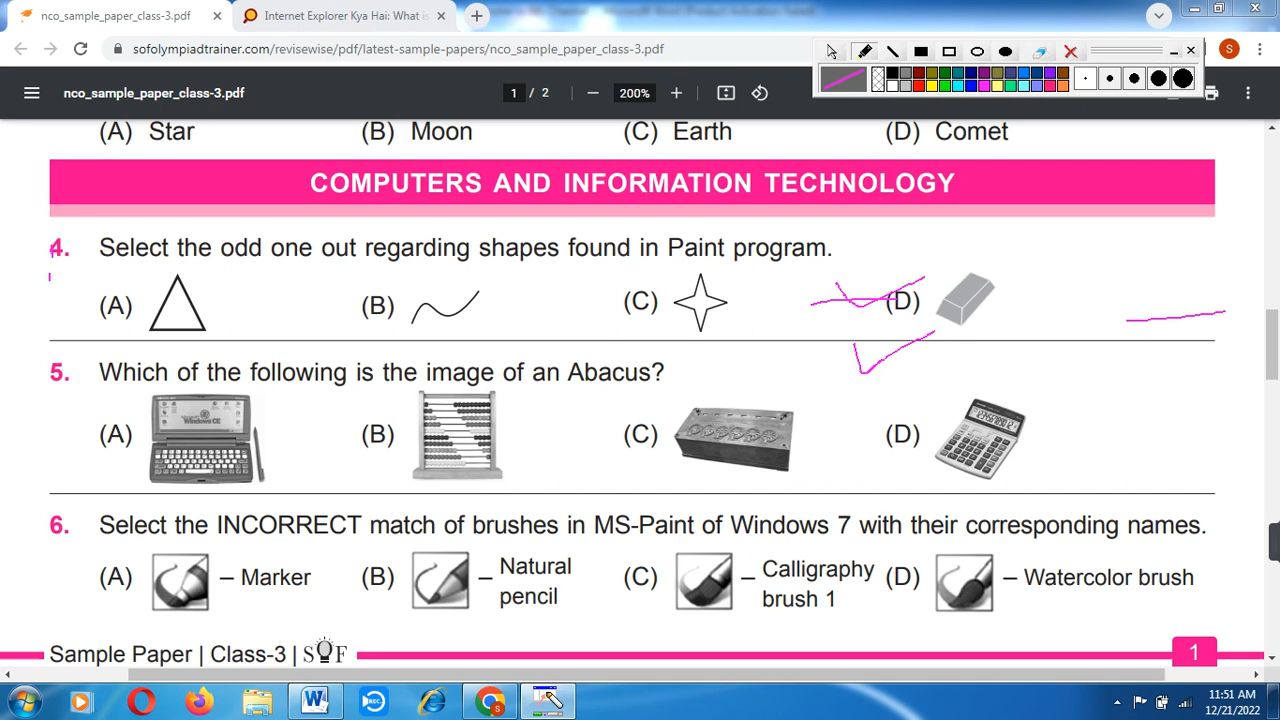 nco_sample_paper_class-3.pdf
Internet Explorer Kya Hai: What is
sofolympiadtrainer.com/revisewise/pdf/latest-sample-papers/nco_sample_paper_class-3.pdf
S
nco_sample_paper_class-3.pdf
1 / 2
200%
(A) Star (B) Moon (C) Earth (D) Comet
COMPUTERS AND INFORMATION TECHNOLOGY
4. Select the odd one out regarding shapes found in Paint program.
(A) (B) (C) (D)
5. Which of the following is the image of an Abacus?
(A) (B) (C) (D)
6. Select the INCORRECT match of brushes in MS-Paint of Windows 7 with their corresponding names.
(A) – Marker (B) – Natural pencil (C) – Calligraphy brush 1 (D) – Watercolor brush
Sample Paper | Class-3 | SOF
1
W
REC
11:51 AM
12/21/2022